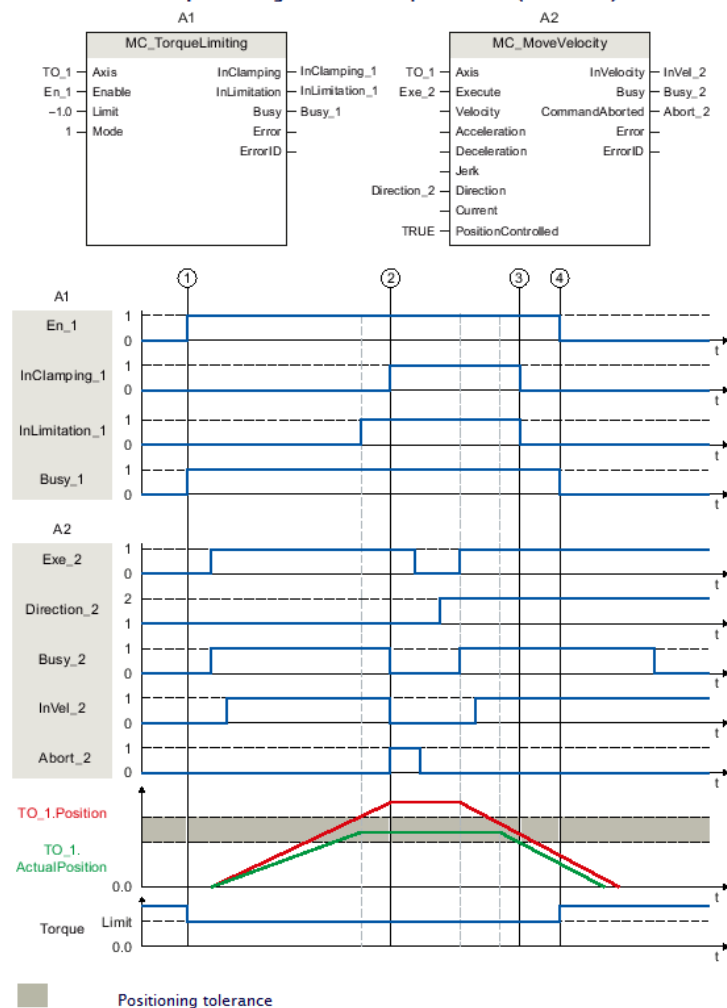 A1
MC_TorqueLimiting
TO_1 Axis InClamping InClamping_1
En_1 Enable InLimitation InLimitation_1
–1.0 Limit Busy Busy_1
1 Mode Error
ErrorID
A2
MC_MoveVelocity
TO_1 Axis InVelocity InVel_2
Exe_2 Execute Busy Busy_2
Velocity CommandAborted Abort_2
Acceleration Error
Deceleration ErrorID
Jerk
Direction_2 Direction
Current
TRUE PositionControlled
1 2 3 4
A1
En_1 1 0 t
InClamping_1 1 0 t
InLimitation_1 1 0 t
Busy_1 1 0 t
A2
Exe_2 1 0 t
Direction_2 2 1 t
Busy_2 1 0 t
InVel_2 1 0 t
Abort_2 1 0 t
TO_1.Position
TO_1.
ActualPosition
0.0 t
Torque Limit
0.0 t
Positioning tolerance